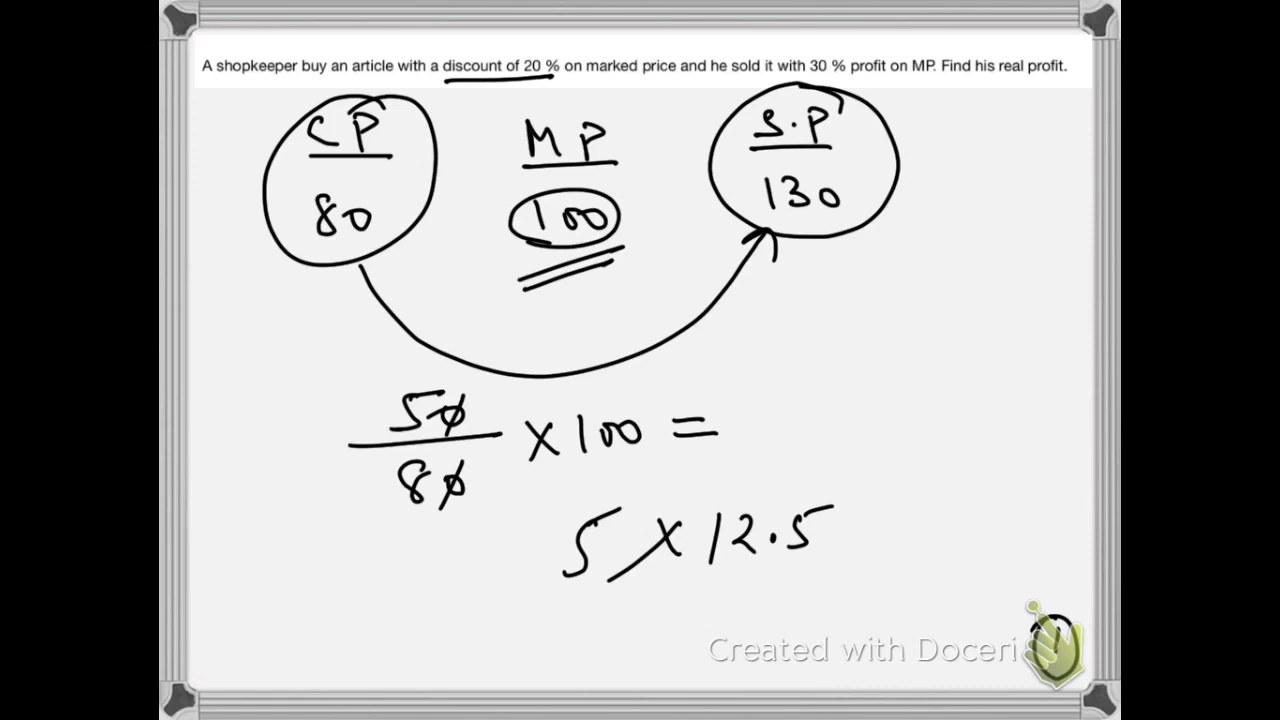 A shopkeeper buy an article with a discount of 20 % on marked price and he sold it with 30 % profit on MP. Find his real profit.
CP MP S.P
80 100 130
50/80 × 100 =
5 × 12.5
Created with Doceri